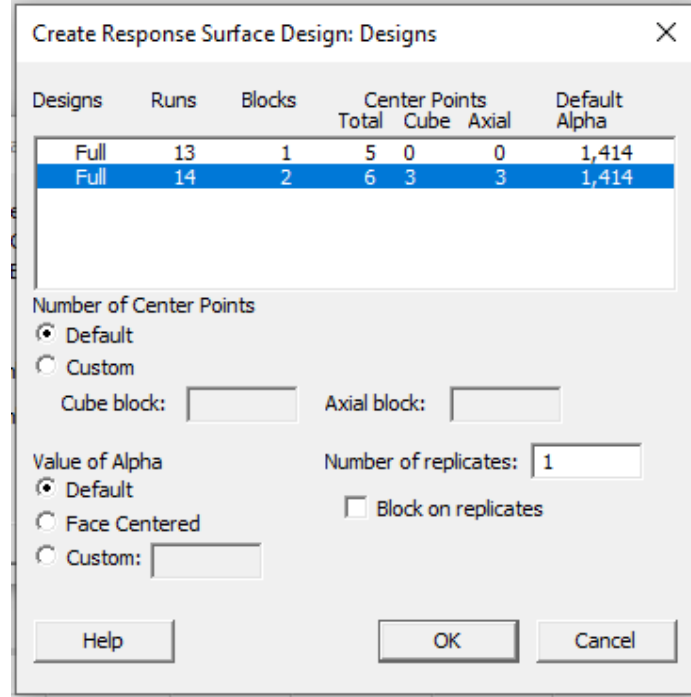 Create Response Surface Design: Designs
Designs Runs Blocks Center Points Default
Total Cube Axial Alpha
Full 13 1 5 0 0 1,414
Full 14 2 6 3 3 1,414
Number of Center Points
Default
Custom
Cube block: Axial block:
Value of Alpha Number of replicates: 1
Default
Block on replicates
Face Centered
Custom:
Help OK Cancel